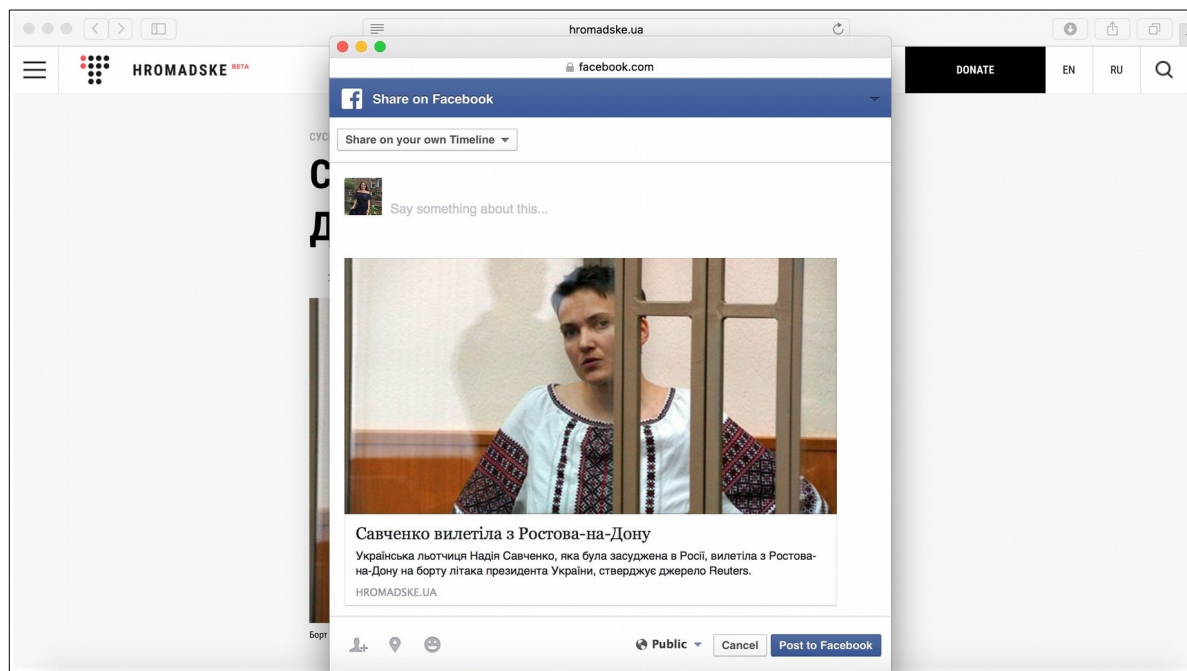 hromadske.ua
HROMADSKE BETA
DONATE
EN
RU
facebook.com
Share on Facebook
Share on your own Timeline
Say something about this...
Савченко вилетіла з Ростова-на-Дону
Українська льотчиця Надія Савченко, яка була засуджена в Росії, вилетіла з Ростова-
на-Дону на борту літака президента України, стверджує джерело Reuters.
HROMADSKE.UA
Борт
Public
Cancel
Post to Facebook